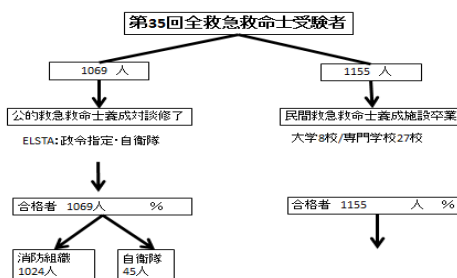 第35回全救急救命士受験者
1069 人
1155 人
公的救急救命士養成対談修了
民間救急救命士養成施設卒業
ELSTA:政令指定･自衛隊
大学8校/専門学校27校
合格者 1069人 %
合格者 1155 人 %
消防組織
1024人
自衛隊
45人